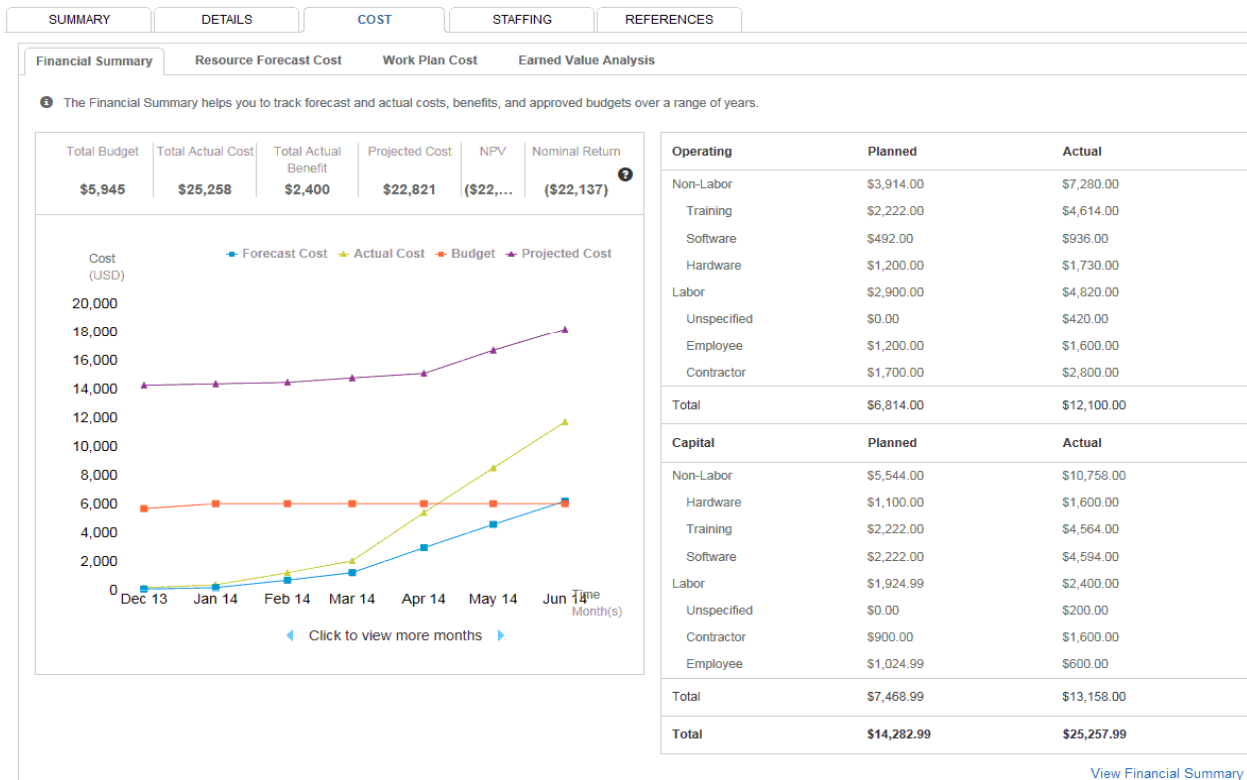 SUMMARY DETAILS COST STAFFING REFERENCES
Financial Summary Resource Forecast Cost Work Plan Cost Earned Value Analysis
The Financial Summary helps you to track forecast and actual costs, benefits, and approved budgets over a range of years.
Total Budget Total Actual Cost Total Actual Benefit Projected Cost NPV Nominal Return
$5,945 $25,258 $2,400 $22,821 ($22,... ($22,137)
Cost
(USD)
Forecast Cost Actual Cost Budget Projected Cost
20,000
18,000
16,000
14,000
12,000
10,000
8,000
6,000
4,000
2,000
0
Dec 13 Jan 14 Feb 14 Mar 14 Apr 14 May 14 Jun 14
Time
Month(s)
Click to view more months
Operating Planned Actual
Non-Labor $3,914.00 $7,280.00
Training $2,222.00 $4,614.00
Software $492.00 $936.00
Hardware $1,200.00 $1,730.00
Labor $2,900.00 $4,820.00
Unspecified $0.00 $420.00
Employee $1,200.00 $1,600.00
Contractor $1,700.00 $2,800.00
Total $6,814.00 $12,100.00
Capital Planned Actual
Non-Labor $5,544.00 $10,758.00
Hardware $1,100.00 $1,600.00
Training $2,222.00 $4,564.00
Software $2,222.00 $4,594.00
Labor $1,924.99 $2,400.00
Unspecified $0.00 $200.00
Contractor $900.00 $1,600.00
Employee $1,024.99 $600.00
Total $7,468.99 $13,158.00
Total $14,282.99 $25,257.99
View Financial Summary